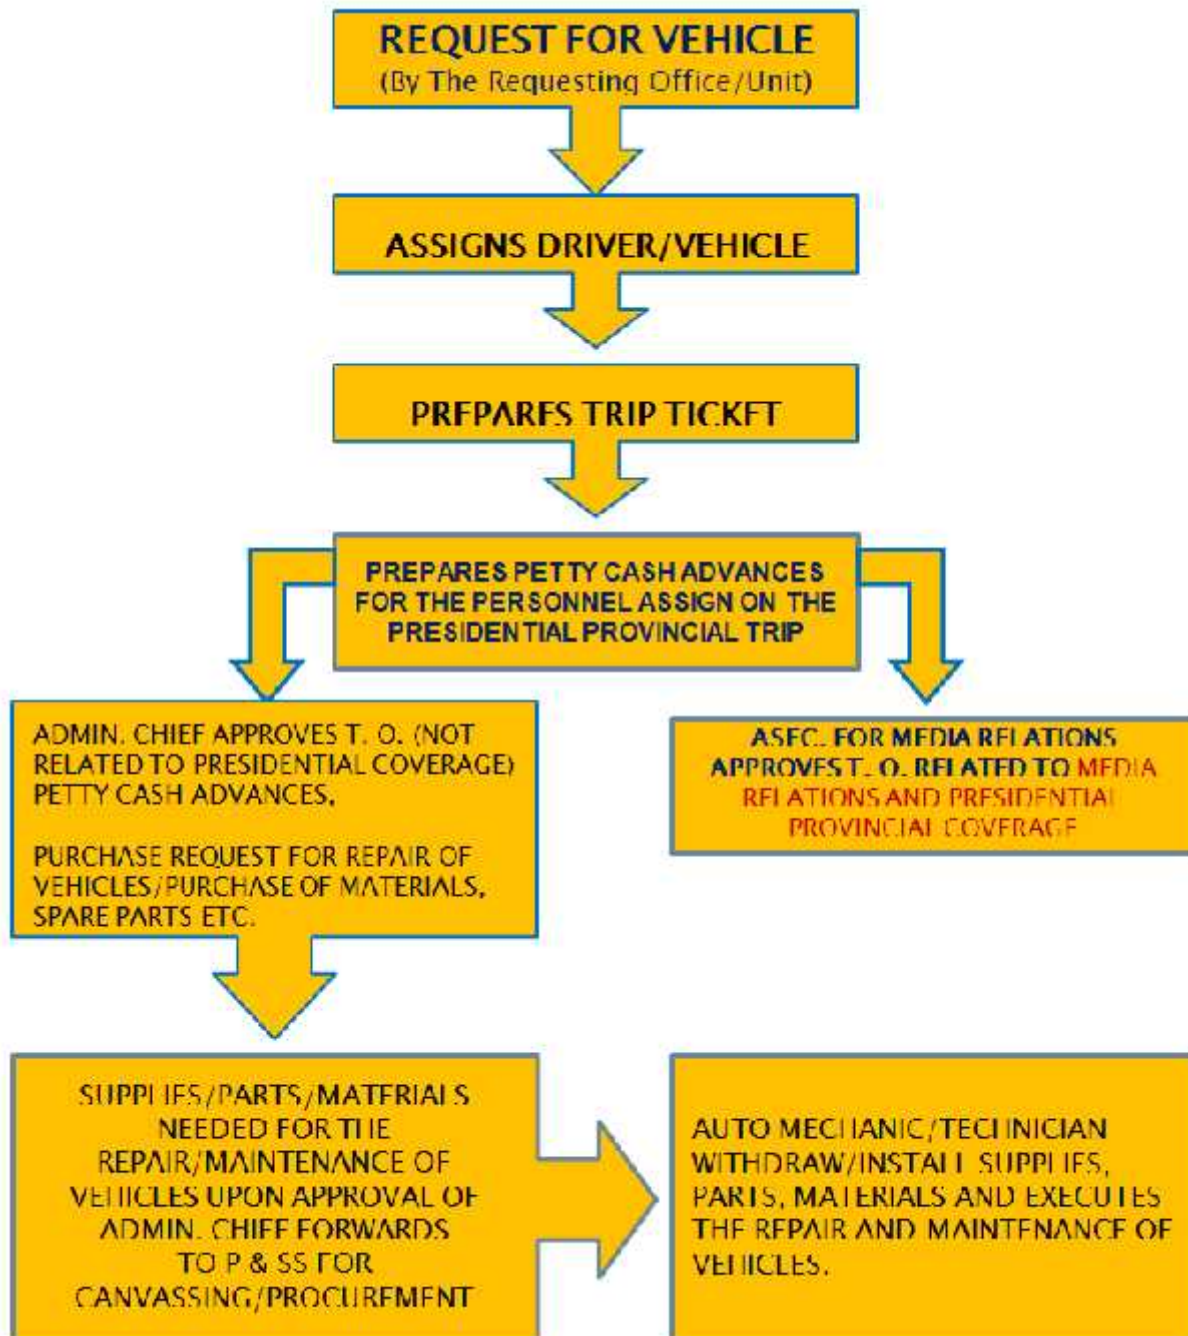 REQUEST FOR VEHICLE
(By The Requesting Office/Unit)
ASSIGNS DRIVER/VEHICLE
PREPARES TRIP TICKET
PREPARES PETTY CASH ADVANCES
FOR THE PERSONNEL ASSIGN ON THE
PRESIDENTIAL PROVINCIAL TRIP
ADMIN. CHIEF APPROVES T. O. (NOT
RELATED TO PRESIDENTIAL COVERAGE)
PETTY CASH ADVANCES,
PURCHASE REQUEST FOR REPAIR OF
VEHICLES/PURCHASE OF MATERIALS,
SPARE PARTS ETC.
ASEC. FOR MEDIA RELATIONS
APPROVES T. O. RELATED TO MEDIA
RELATIONS AND PRESIDENTIAL
PROVINCIAL COVERAGE
SUPPLIES/PARTS/MATERIALS
NEEDED FOR THE
REPAIR/MAINTENANCE OF
VEHICLES UPON APPROVAL OF
ADMIN. CHIEF FORWARDS
TO P & SS FOR
CANVASSING/PROCUREMENT
AUTO MECHANIC/TECHNICIAN
WITHDRAW/INSTALL SUPPLIES,
PARTS, MATERIALS AND EXECUTES
THE REPAIR AND MAINTENANCE OF
VEHICLES.